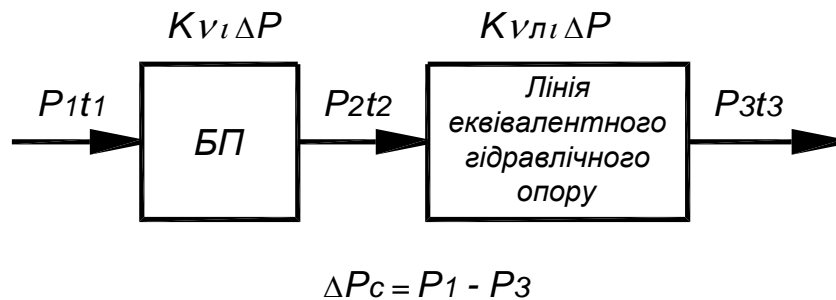 Kν₁ΔP
Kνл₁ΔP
P1t1
БП
P2t2
Лінія
еквівалентного
гідравлічного
опору
P3t3
ΔPc = P1 - P3